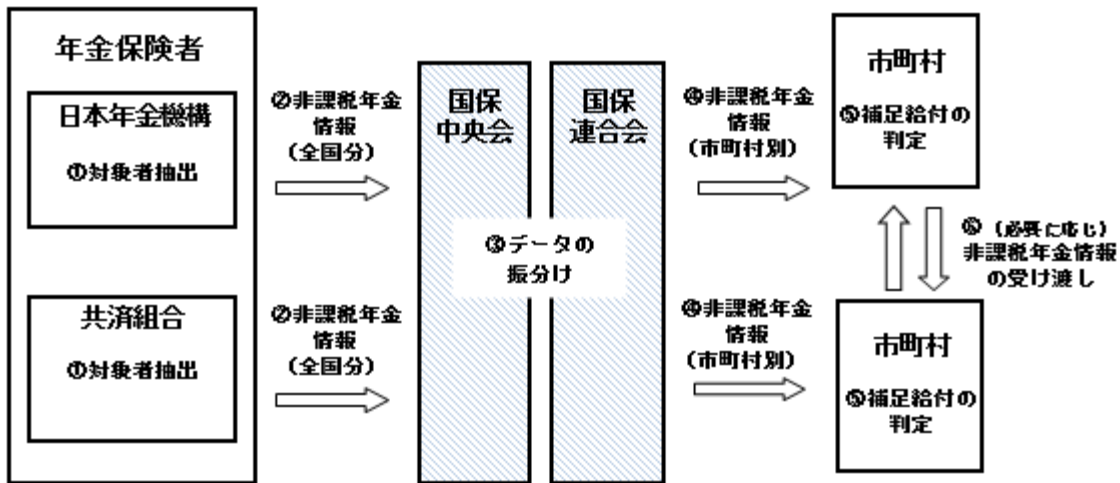 年金保険者
日本年金機構
①対象者抽出
共済組合
①対象者抽出
②非課税年金
情報
（全国分）
②非課税年金
情報
（全国分）
国保
中央会
国保
連合会
③データの
振分け
④非課税年金
情報
（市町村別）
④非課税年金
情報
（市町村別）
市町村
⑤補足給付の
判定
⑥（必要に応じ）
非課税年金情報
の受け渡し
市町村
⑤補足給付の
判定